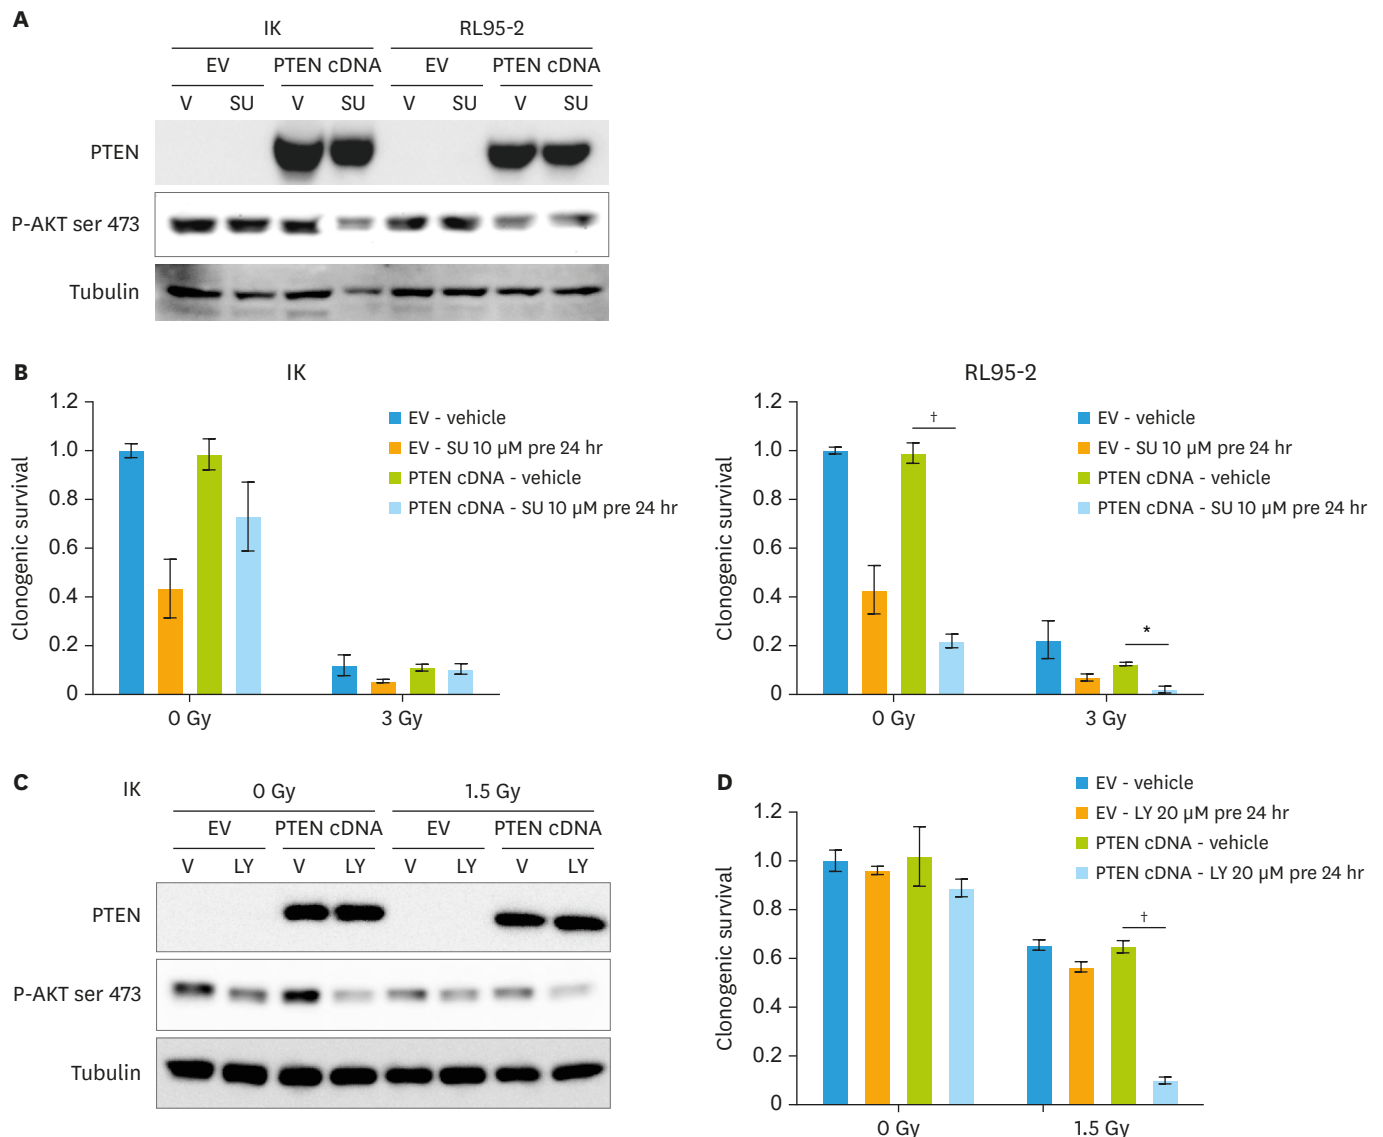 A
IK RL95-2
EV PTEN cDNA EV PTEN cDNA
V SU V SU V SU V SU
PTEN
P-AKT ser 473
Tubulin
B
IK
Clonogenic survival
1.2
1.0
0.8
0.6
0.4
0.2
0
0 Gy 3 Gy
EV - vehicle
EV - SU 10 µM pre 24 hr
PTEN cDNA - vehicle
PTEN cDNA - SU 10 µM pre 24 hr
RL95-2
Clonogenic survival
1.2
1.0
0.8
0.6
0.4
0.2
0
†
*
0 Gy 3 Gy
EV - vehicle
EV - SU 10 µM pre 24 hr
PTEN cDNA - vehicle
PTEN cDNA - SU 10 µM pre 24 hr
C
IK 0 Gy 1.5 Gy
EV PTEN cDNA EV PTEN cDNA
V LY V LY V LY V LY
PTEN
P-AKT ser 473
Tubulin
D
EV - vehicle
EV - LY 20 µM pre 24 hr
PTEN cDNA - vehicle
PTEN cDNA - LY 20 µM pre 24 hr
Clonogenic survival
1.2
1.0
0.8
0.6
0.4
0.2
0
†
0 Gy 1.5 Gy